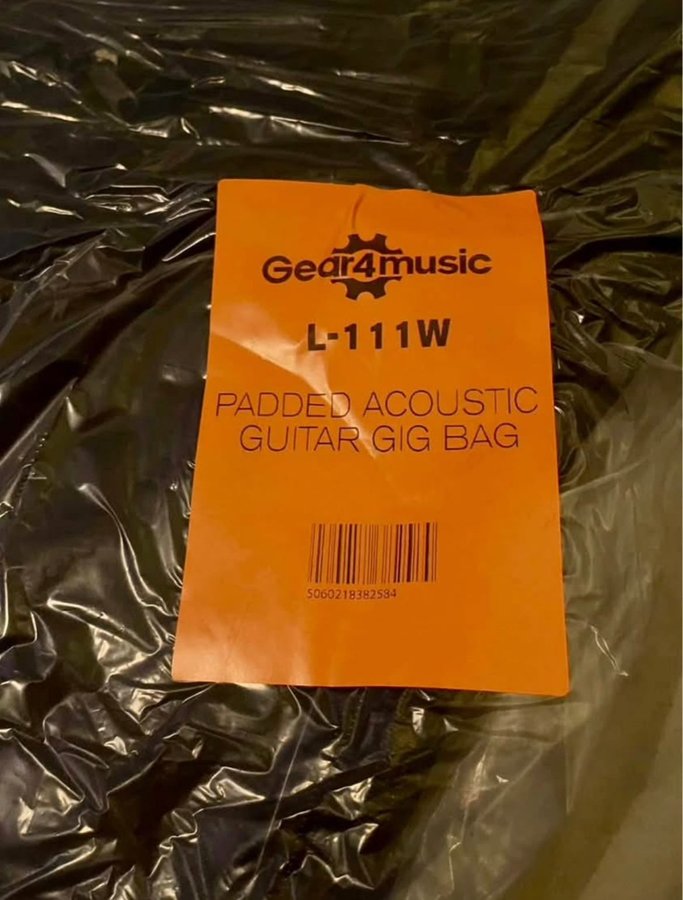 Gear4music
L-111W
PADDED ACOUSTIC
GUITAR GIG BAG
5060218382584